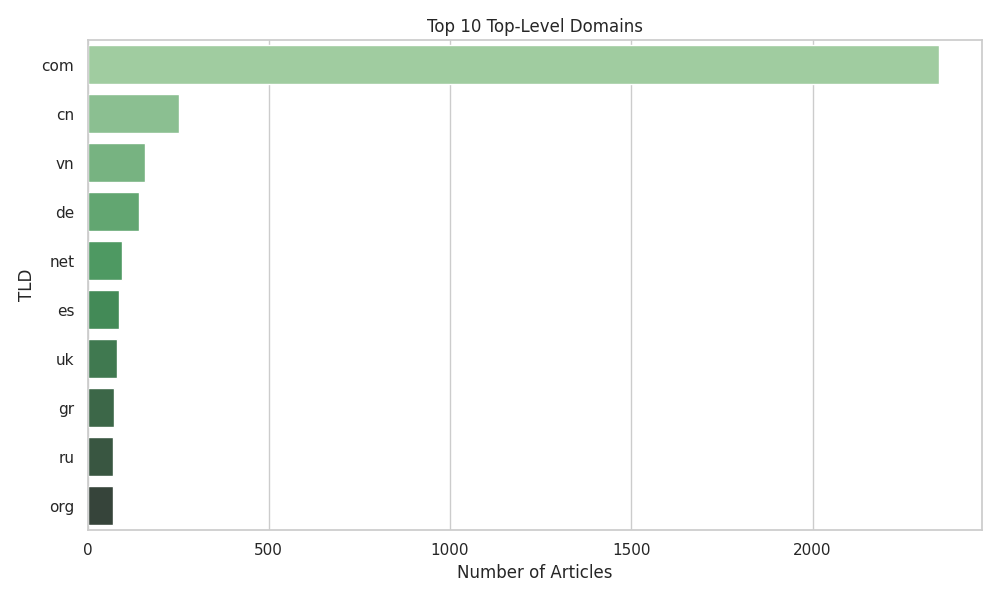 Top 10 Top-Level Domains
TLD
com
cn
vn
de
net
es
uk
gr
ru
org
0 500 1000 1500 2000
Number of Articles